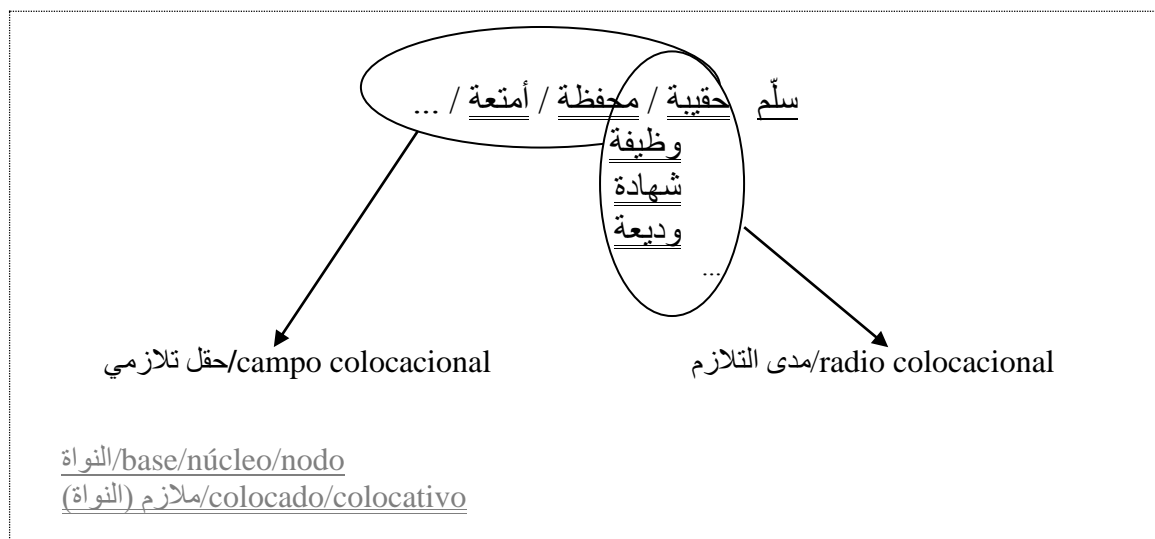 سلّم حقيبة / محفظة / أمتعة / ...
وظيفة
شهادة
وديعة
...
حقل تلازمي/campo colocacional
مدى التلازم/radio colocacional
النواة/base/núcleo/nodo
ملازم (النواة)/colocado/colocativo